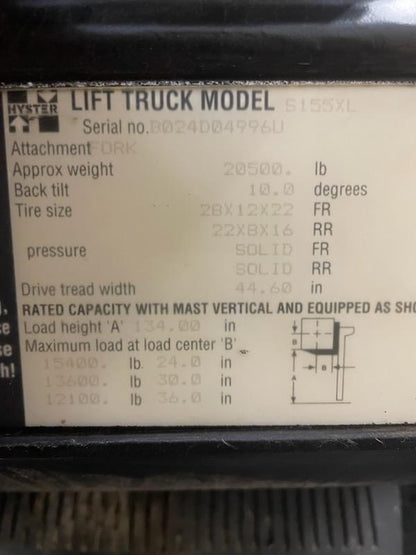 HYSTER
LIFT TRUCK MODEL S155XL
Serial no. B024D04996U
Attachment FORK
Approx weight 20500. lb
Back tilt 10.0 degrees
Tire size 28X12X22 FR
22X8X16 RR
pressure SOLID FR
SOLID RR
Drive tread width 44.60 in
RATED CAPACITY WITH MAST VERTICAL AND EQUIPPED AS SHO
Load height 'A' 134.00 in
Maximum load at load center 'B'
15400. lb 24.0 in
13600. lb 30.0 in
12100. lb 36.0 in
B
B
A